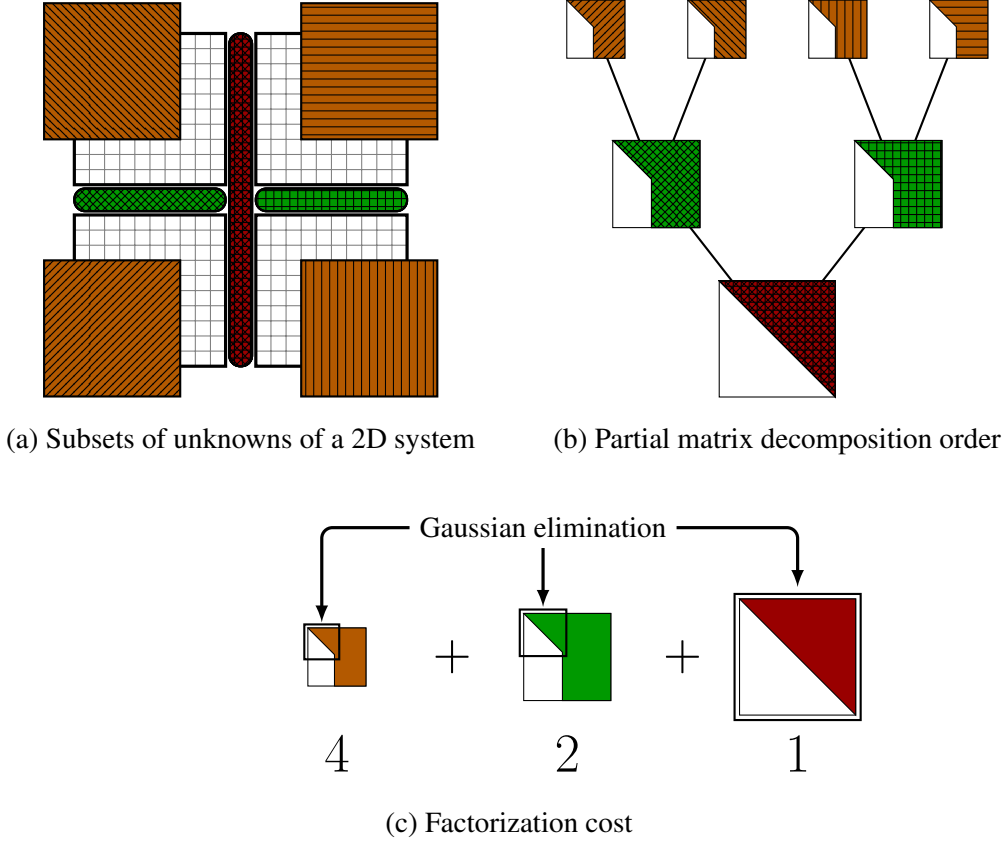 (a) Subsets of unknowns of a 2D system
(b) Partial matrix decomposition order
Gaussian elimination
+ +
4 2 1
(c) Factorization cost